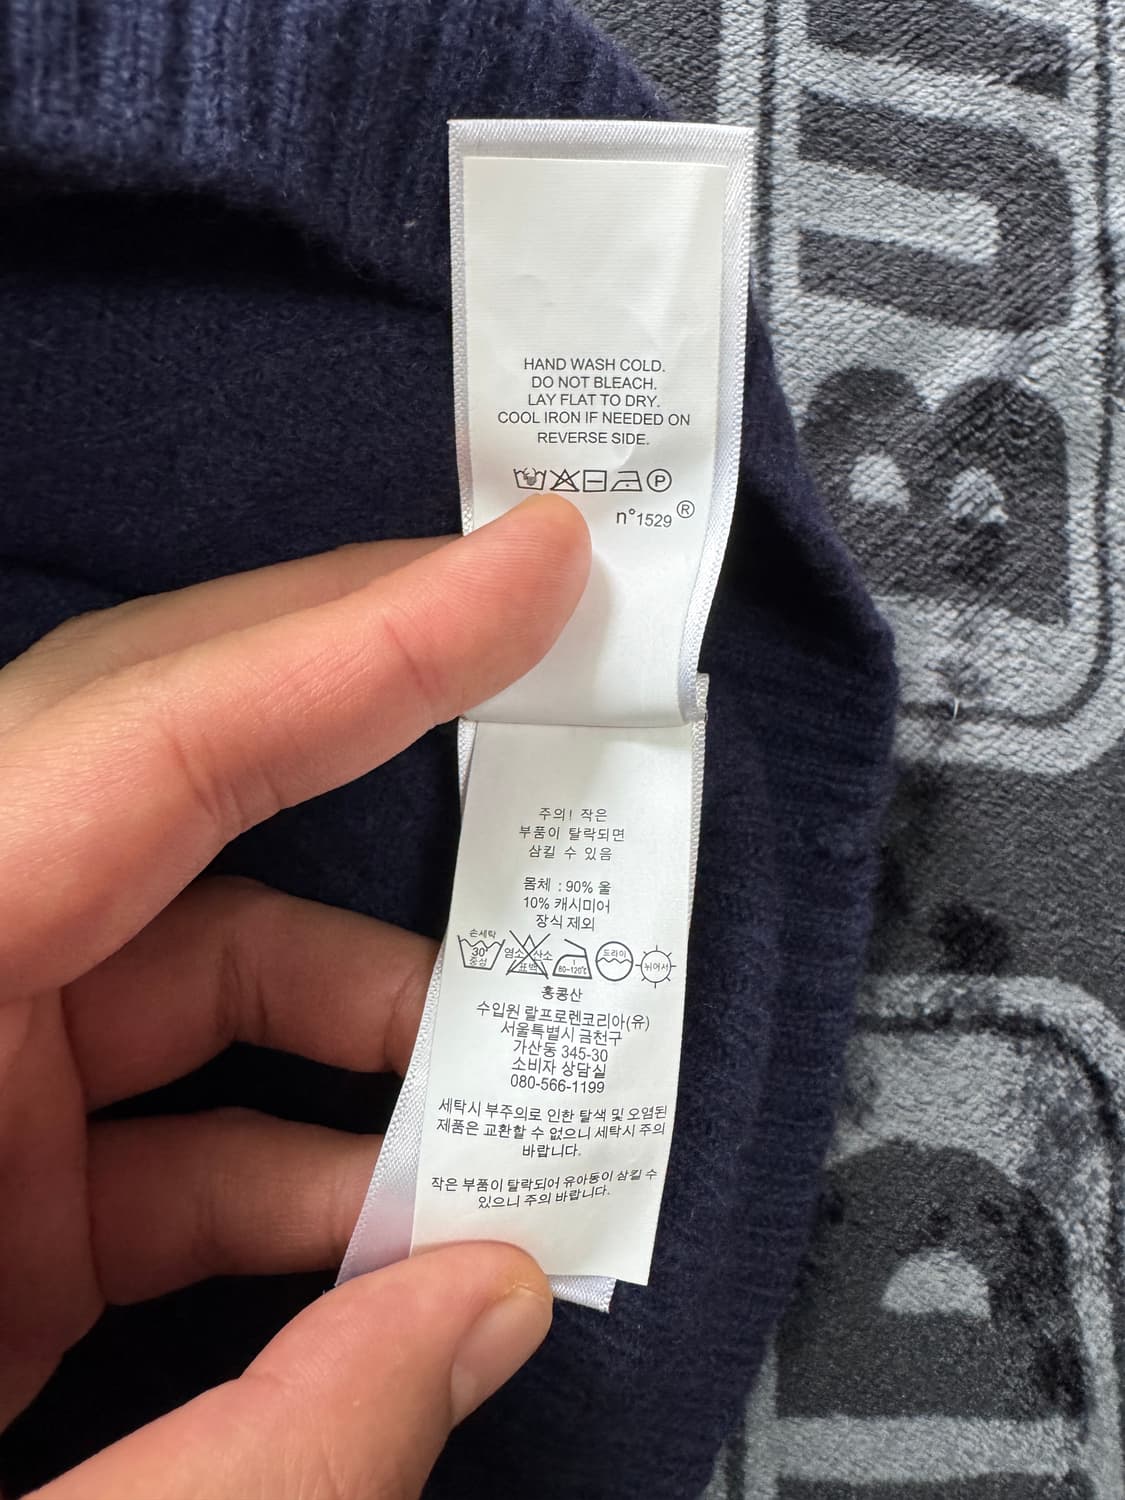 HAND WASH COLD.
DO NOT BLEACH.
LAY FLAT TO DRY.
COOL IRON IF NEEDED ON
REVERSE SIDE.
P
n°1529 ®
주의! 작은
부품이 탈락되면
삼킬 수 있음
몸체 : 90% 울
10% 캐시미어
장식 제외
손세탁
30°
중성
염소 산소
표백
80~120℃
드라이
뉘어서
홍콩산
수입원 랄프로렌코리아(유)
서울특별시 금천구
가산동 345-30
소비자 상담실
080-566-1199
세탁시 부주의로 인한 탈색 및 오염된
제품은 교환할 수 없으니 세탁시 주의
바랍니다.
작은 부품이 탈락되어 유아동이 삼킬 수
있으니 주의 바랍니다.